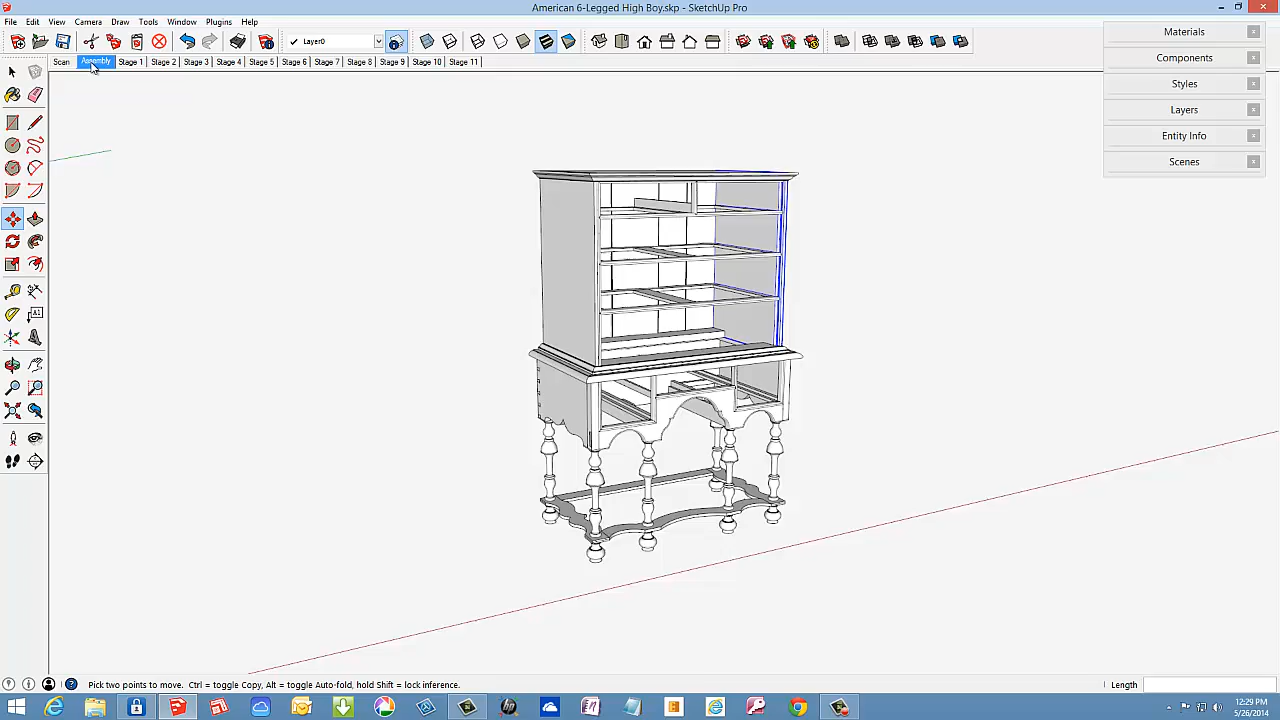 American 6-Legged High Boy.skp - SketchUp Pro
File Edit View Camera Draw Tools Window Plugins Help
Layer0
Scan Assembly Stage 1 Stage 2 Stage 3 Stage 4 Stage 5 Stage 6 Stage 7 Stage 8 Stage 9 Stage 10 Stage 11
Materials
Components
Styles
Layers
Entity Info
Scenes
Pick two points to move. Ctrl = toggle Copy, Alt = toggle Auto-fold, hold Shift = lock inference.
Length
12:29 PM
5/26/2014